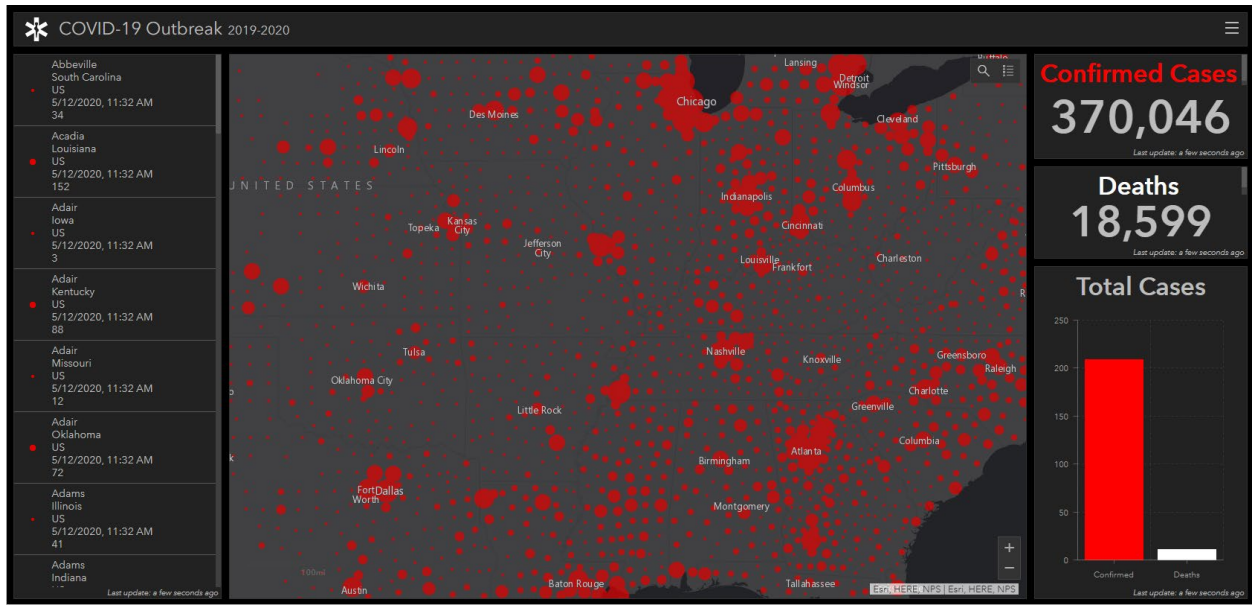 COVID-19 Outbreak 2019-2020
Abbeville
South Carolina
US
5/12/2020, 11:32 AM
34
Acadia
Louisiana
US
5/12/2020, 11:32 AM
152
Adair
Iowa
US
5/12/2020, 11:32 AM
3
Adair
Kentucky
US
5/12/2020, 11:32 AM
88
Adair
Missouri
US
5/12/2020, 11:32 AM
12
Adair
Oklahoma
US
5/12/2020, 11:32 AM
72
Adams
Illinois
US
5/12/2020, 11:32 AM
41
Adams
Indiana
Last update: a few seconds ago
Lansing
Detroit
Windsor
Chicago
Des Moines
Cleveland
Lincoln
Pittsburgh
UNITED STATES
Columbus
Indianapolis
Topeka
Kansas
City
Cincinnati
Jefferson
City
Louisville
Frankfort
Charleston
Wichita
Nashville
Tulsa
Knoxville
Greensboro
Raleigh
Oklahoma City
Charlotte
Little Rock
Greenville
Columbia
Birmingham
Atlanta
Fort
Worth
Dallas
Montgomery
100mi
Austin
Baton Rouge
Tallahassee
+
−
Esri, HERE, NPS | Esri, HERE, NPS
Confirmed Cases
370,046
Last update: a few seconds ago
Deaths
18,599
Last update: a few seconds ago
Total Cases
250
200
150
100
50
0
Confirmed
Deaths
Last update: a few seconds ago